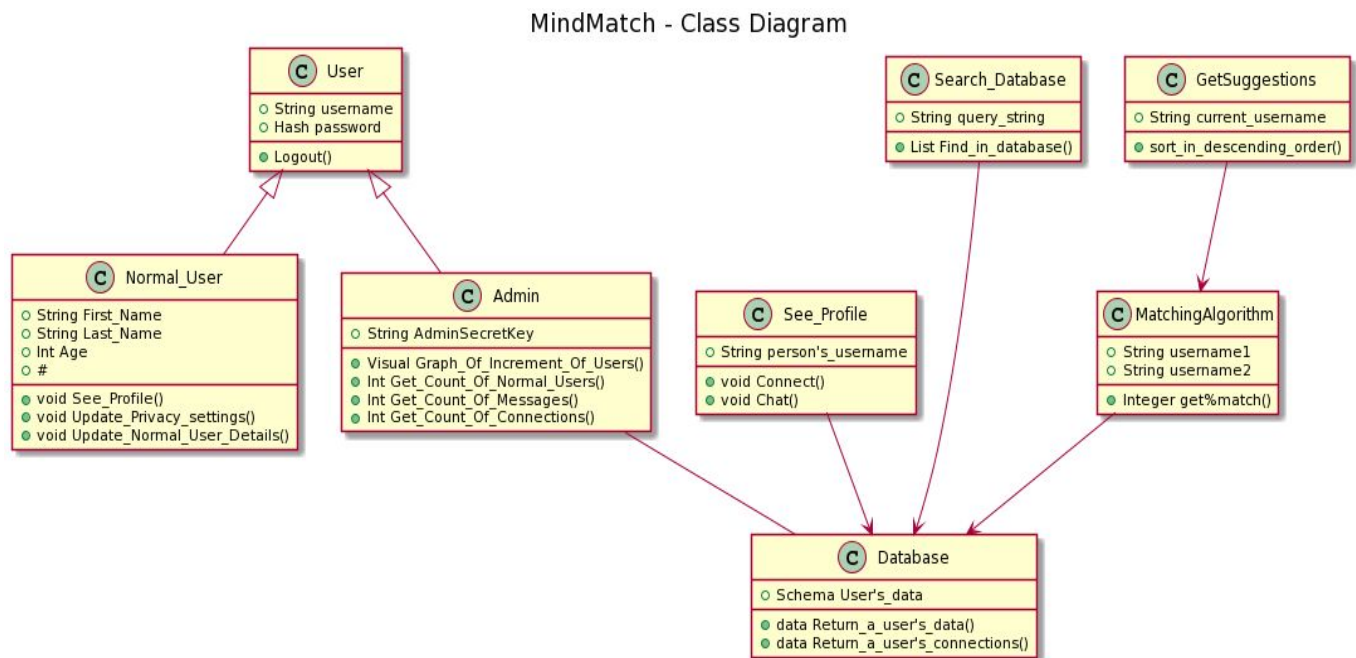 MindMatch - Class Diagram
C User
String username
Hash password
Logout()
C Search_Database
String query_string
List Find_in_database()
C GetSuggestions
String current_username
sort_in_descending_order()
C Normal_User
String First_Name
String Last_Name
Int Age
#
void See_Profile()
void Update_Privacy_settings()
void Update_Normal_User_Details()
C Admin
String AdminSecretKey
Visual Graph_Of_Increment_Of_Users()
Int Get_Count_Of_Normal_Users()
Int Get_Count_Of_Messages()
Int Get_Count_Of_Connections()
C See_Profile
String person's_username
void Connect()
void Chat()
C MatchingAlgorithm
String username1
String username2
Integer get%match()
C Database
Schema User's_data
data Return_a_user's_data()
data Return_a_user's_connections()